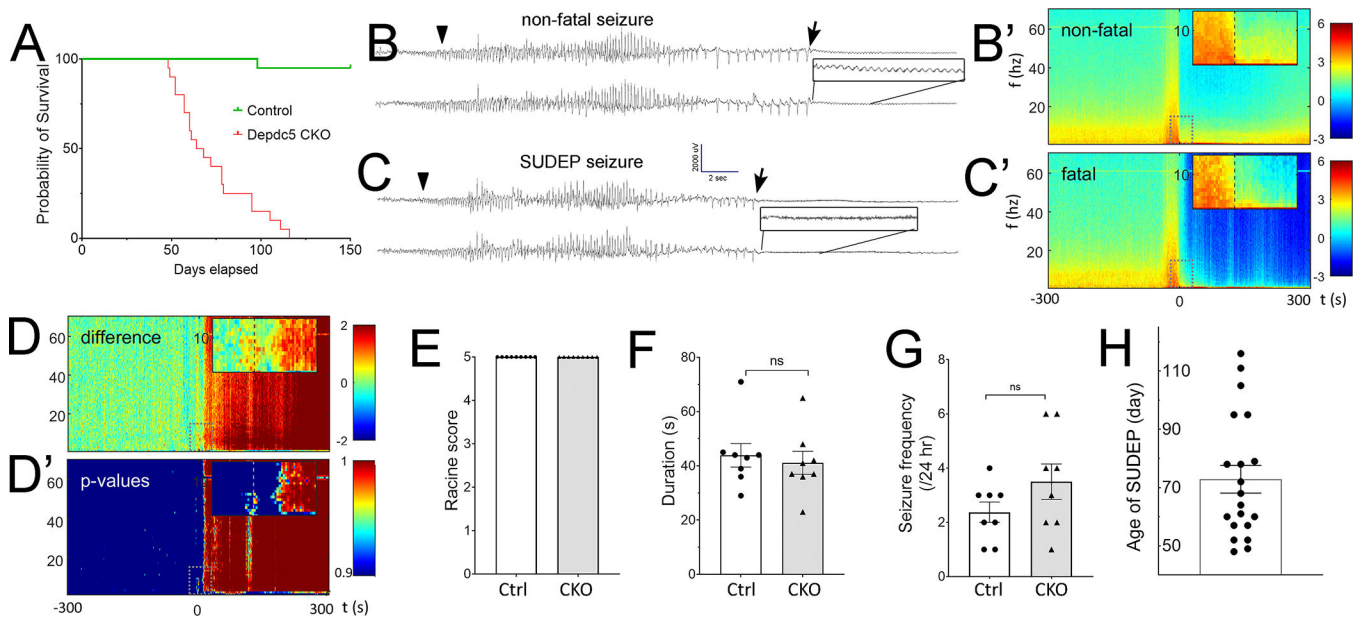 A
Probability of Survival
100
50
0
0
50
100
150
Days elapsed
Control
Depdc5 CKO
B
non-fatal seizure
C
SUDEP seizure
2000 uV
2 sec
B'
non-fatal
10
f (hz)
60
40
20
6
3
0
-3
C'
fatal
10
f (hz)
60
40
20
6
3
0
-3
-300
0
300
t (s)
D
difference
10
60
40
20
2
0
-2
D'
p-values
60
40
20
1
0.9
-300
0
300
t (s)
E
Racine score
5
4
3
2
1
0
Ctrl
CKO
F
ns
Duration (s)
80
60
40
20
0
Ctrl
CKO
G
ns
Seizure frequency
(/24 hr)
8
6
4
2
0
Ctrl
CKO
H
Age of SUDEP (day)
110
90
70
50